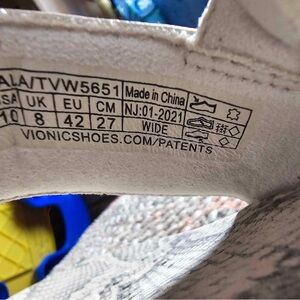 ALA/TVW5651 Made in China
USA UK EU CM NJ:01-2021
10 8 42 27 WIDE
VIONICSHOES.COM/PATENTS